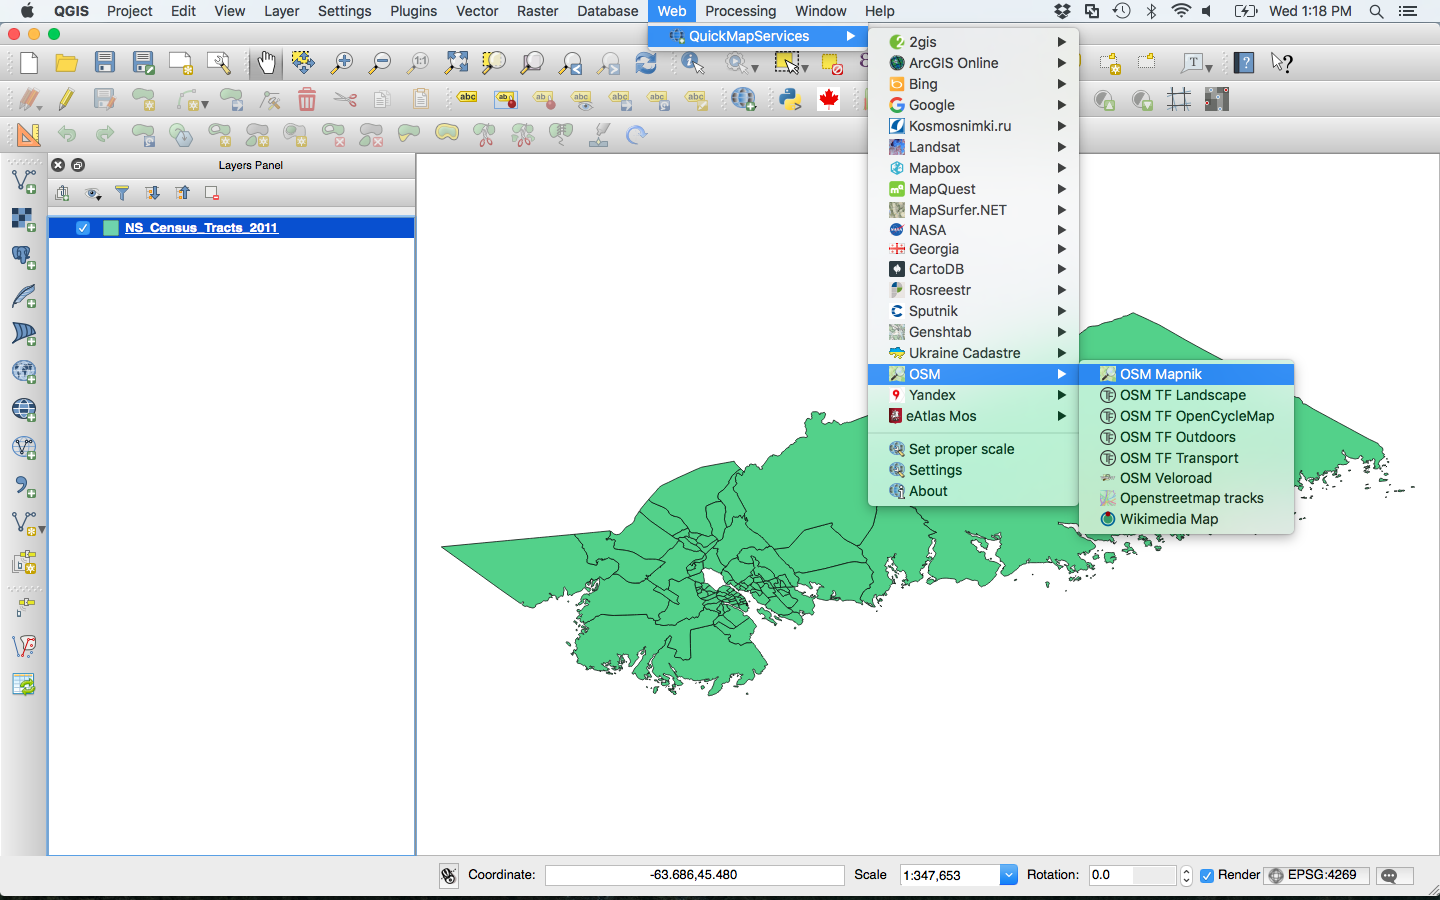 QGIS Project Edit View Layer Settings Plugins Vector Raster Database Web Processing Window Help Wed 1:18 PM
QuickMapServices
2gis
ArcGIS Online
Bing
Google
Kosmosnimki.ru
Landsat
Mapbox
MapQuest
MapSurfer.NET
NASA
Georgia
CartoDB
Rosreestr
Sputnik
Genshtab
Ukraine Cadastre
OSM
Yandex
eAtlas Mos
Set proper scale
Settings
About
OSM Mapnik
OSM TF Landscape
OSM TF OpenCycleMap
OSM TF Outdoors
OSM TF Transport
OSM Veloroad
Openstreetmap tracks
Wikimedia Map
Layers Panel
NS_Census_Tracts_2011
Coordinate: -63.686,45.480 Scale 1:347,653 Rotation: 0.0 Render EPSG:4269